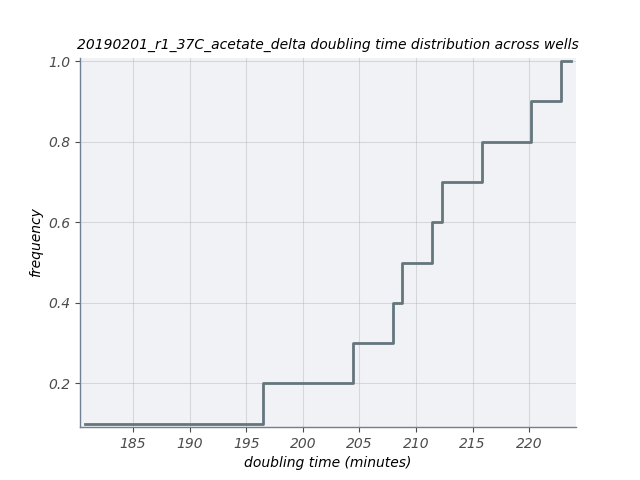 20190201_r1_37C_acetate_delta doubling time distribution across wells
1.0
0.8
0.6
0.4
0.2
frequency
185 190 195 200 205 210 215 220
doubling time (minutes)